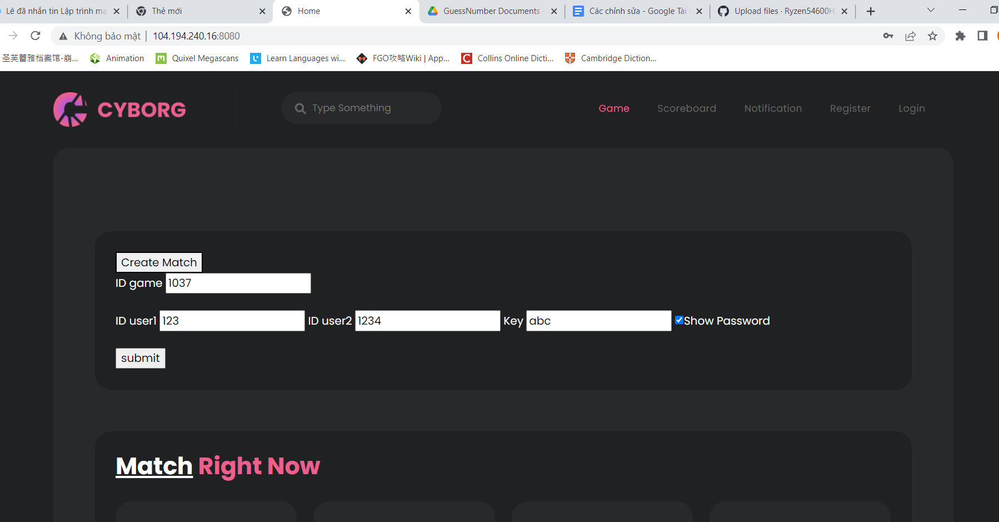 Lê đã nhắn tin Lập trình mạ
Thẻ mới
Home
GuessNumber Documents -
Các chỉnh sửa - Google Tài
Upload files · Ryzen54600H
Không bảo mật | 104.194.240.16:8080
圣芙蕾雅档案馆-崩... Animation Quixel Megascans Learn Languages wi... FGO攻略Wiki | App... Collins Online Dicti... Cambridge Diction...
CYBORG
Type Something
Game Scoreboard Notification Register Login
Create Match
ID game 1037
ID user1 123 ID user2 1234 Key abc Show Password
submit
Match Right Now